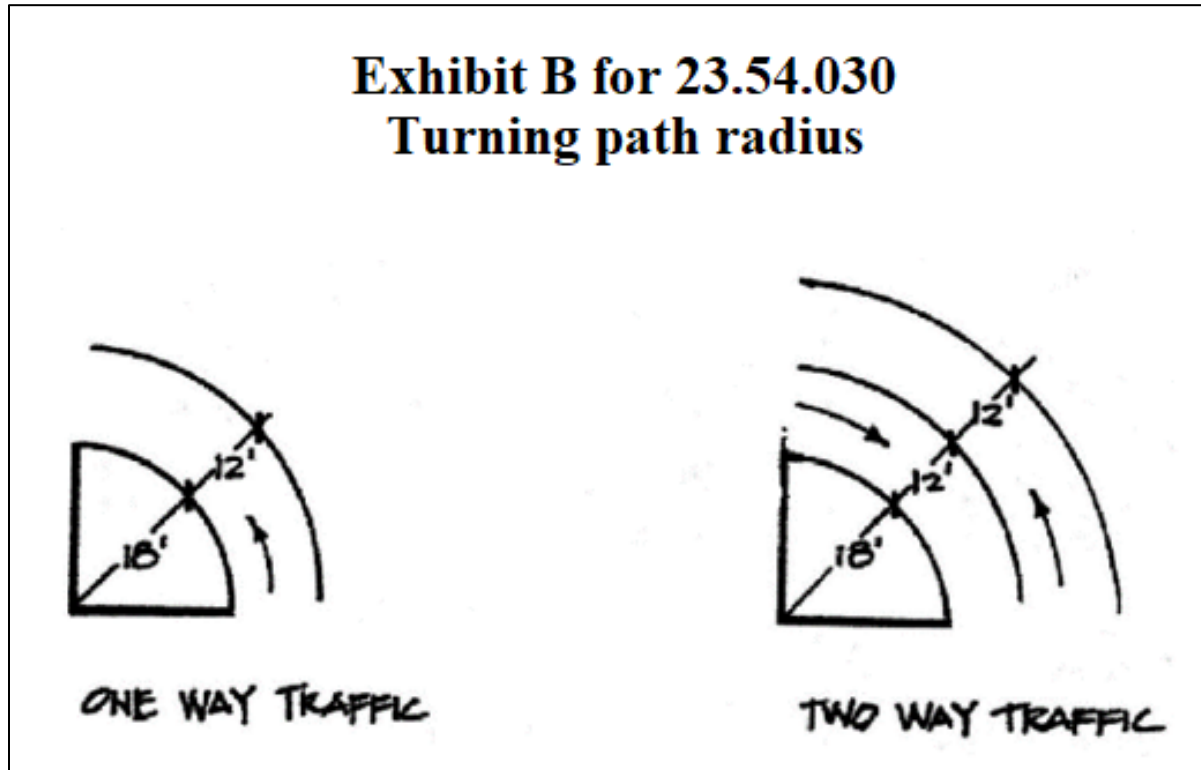 Exhibit B for 23.54.030
Turning path radius
12'
18'
ONE WAY TRAFFIC
12'
12'
18'
TWO WAY TRAFFIC